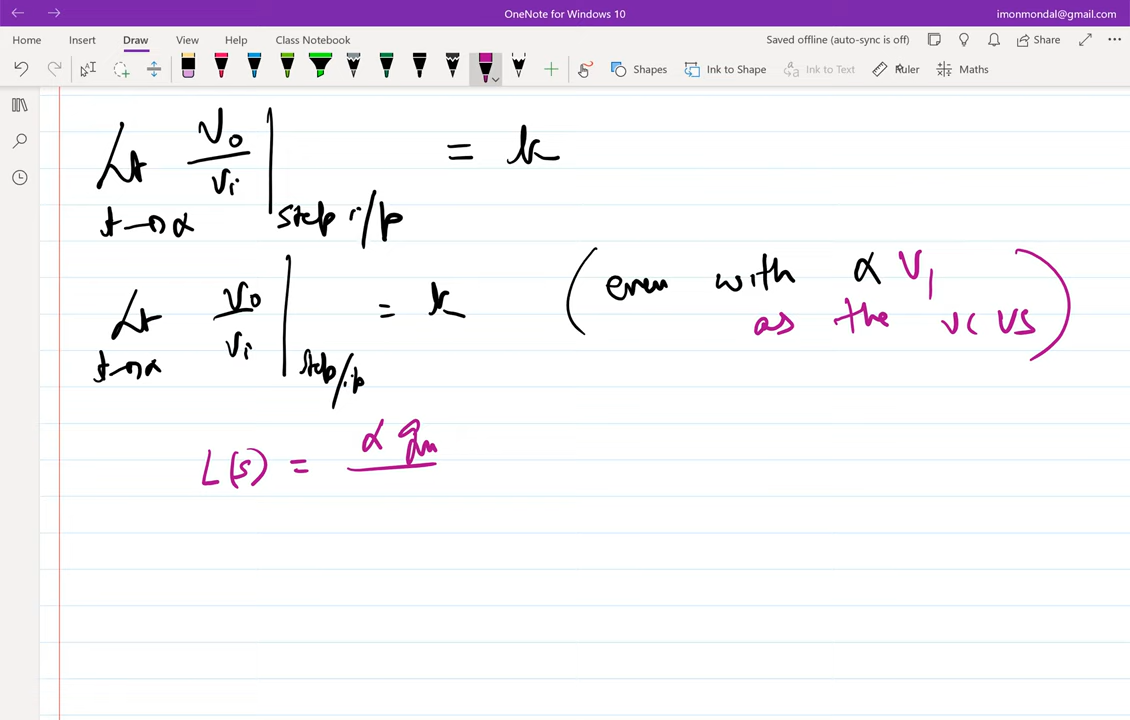 OneNote for Windows 10
imonmondal@gmail.com
Home Insert Draw View Help Class Notebook
Saved offline (auto-sync is off) Share
Shapes Ink to Shape Ink to Text Ruler Maths
Lt t→α Vo/Vi | step i/p = k
Lt t→α Vo/Vi | step i/p = k (even with α V1
as the VCVS)
L(s) = α gm